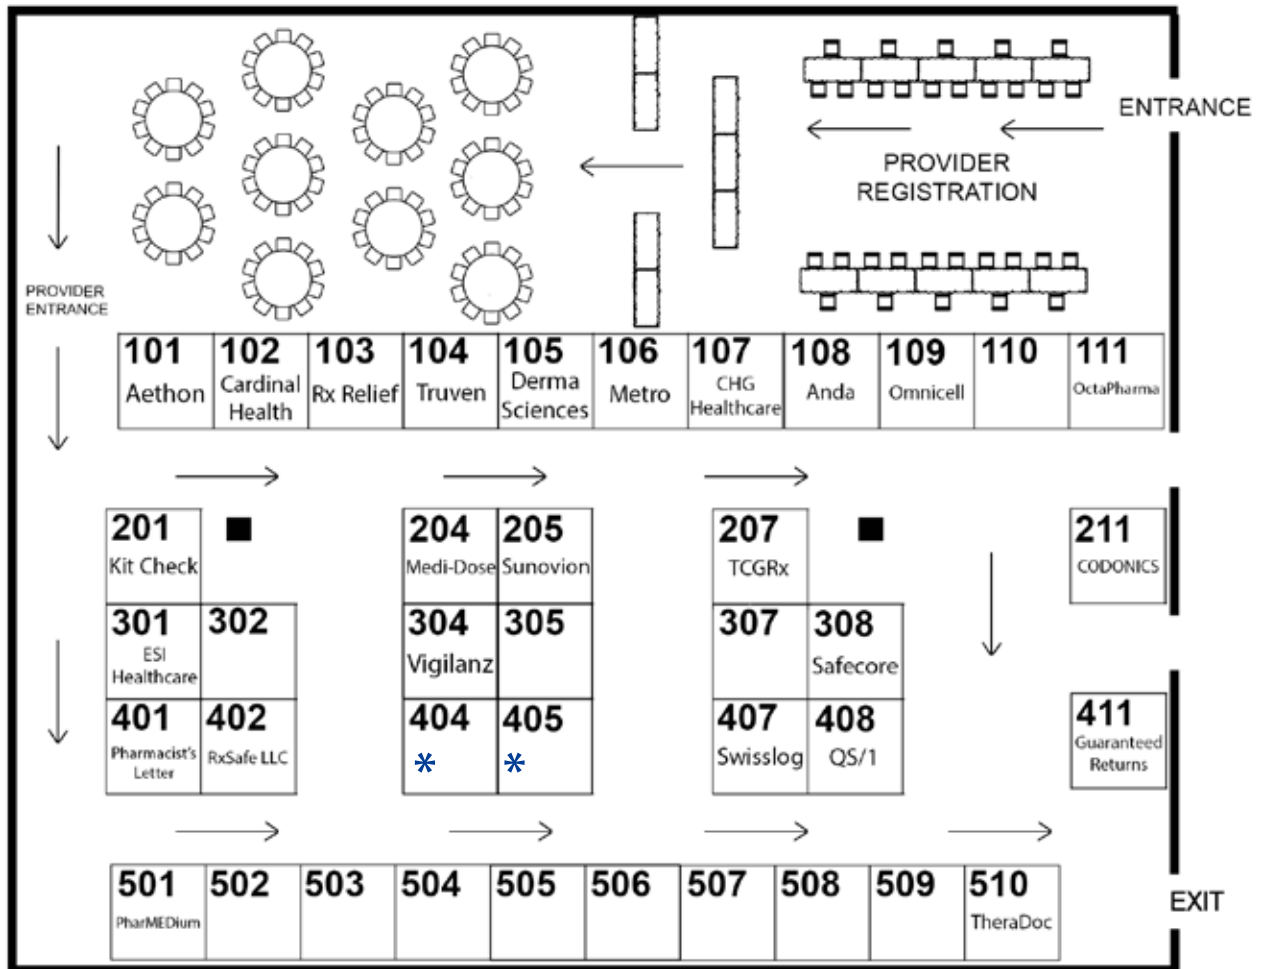 ENTRANCE
PROVIDER
REGISTRATION
PROVIDER
ENTRANCE
101
Aethon
102
Cardinal
Health
103
Rx Relief
104
Truven
105
Derma
Sciences
106
Metro
107
CHG
Healthcare
108
Anda
109
Omnicell
110
111
OctaPharma
201
Kit Check
204
Medi-Dose
205
Sunovion
207
TCGRx
211
CODONICS
301
ESI
Healthcare
302
304
Vigilanz
305
307
308
Safecore
401
Pharmacist's
Letter
402
RxSafe LLC
404
*
405
*
407
Swisslog
408
QS/1
411
Guaranteed
Returns
501
PharMEDium
502
503
504
505
506
507
508
509
510
TheraDoc
EXIT